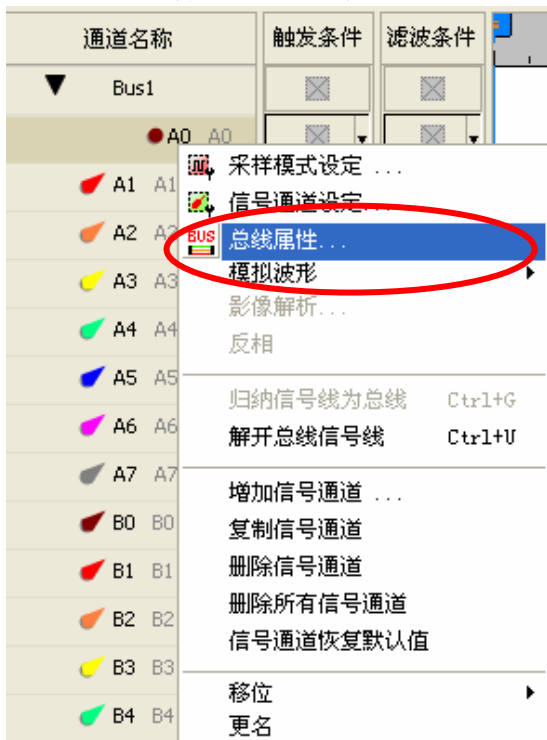 通道名称 触发条件 滤波条件
Bus1
A0 A0
采样模式设定 ...
A1 A1
信号通道设定...
A2 A2
BUS 总线属性...
模拟波形
A3 A3
影像解析...
A4 A4
反相
A5 A5
归纳信号线为总线 Ctrl+G
A6 A6
解开总线信号线 Ctrl+U
A7 A7
增加信号通道 ...
B0 B0
复制信号通道
B1 B1
删除信号通道
删除所有信号通道
B2 B2
信号通道恢复默认值
B3 B3
移位
B4 B4
更名